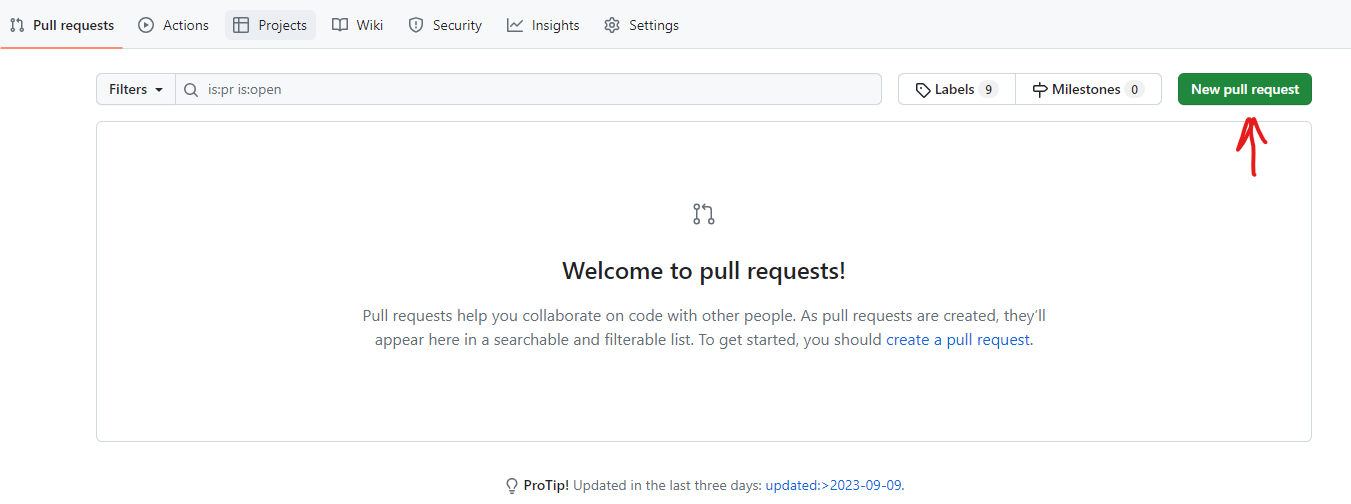 Pull requests Actions Projects Wiki Security Insights Settings
Filters is:pr is:open Labels 9 Milestones 0 New pull request
Welcome to pull requests!
Pull requests help you collaborate on code with other people. As pull requests are created, they’ll
appear here in a searchable and filterable list. To get started, you should create a pull request.
ProTip! Updated in the last three days: updated:>2023-09-09.